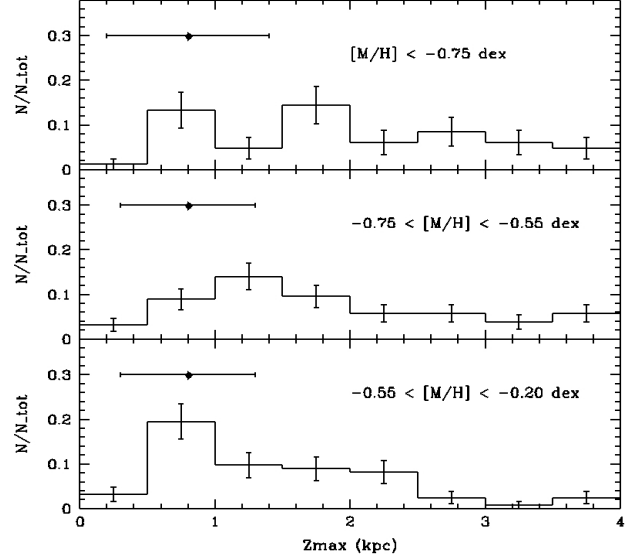 N/N_tot
0.3
0.2
0.1
0
[M/H] < -0.75 dex
N/N_tot
0.3
0.2
0.1
0
-0.75 < [M/H] < -0.55 dex
N/N_tot
0.3
0.2
0.1
0
-0.55 < [M/H] < -0.20 dex
0 1 2 3 4
Zmax (kpc)